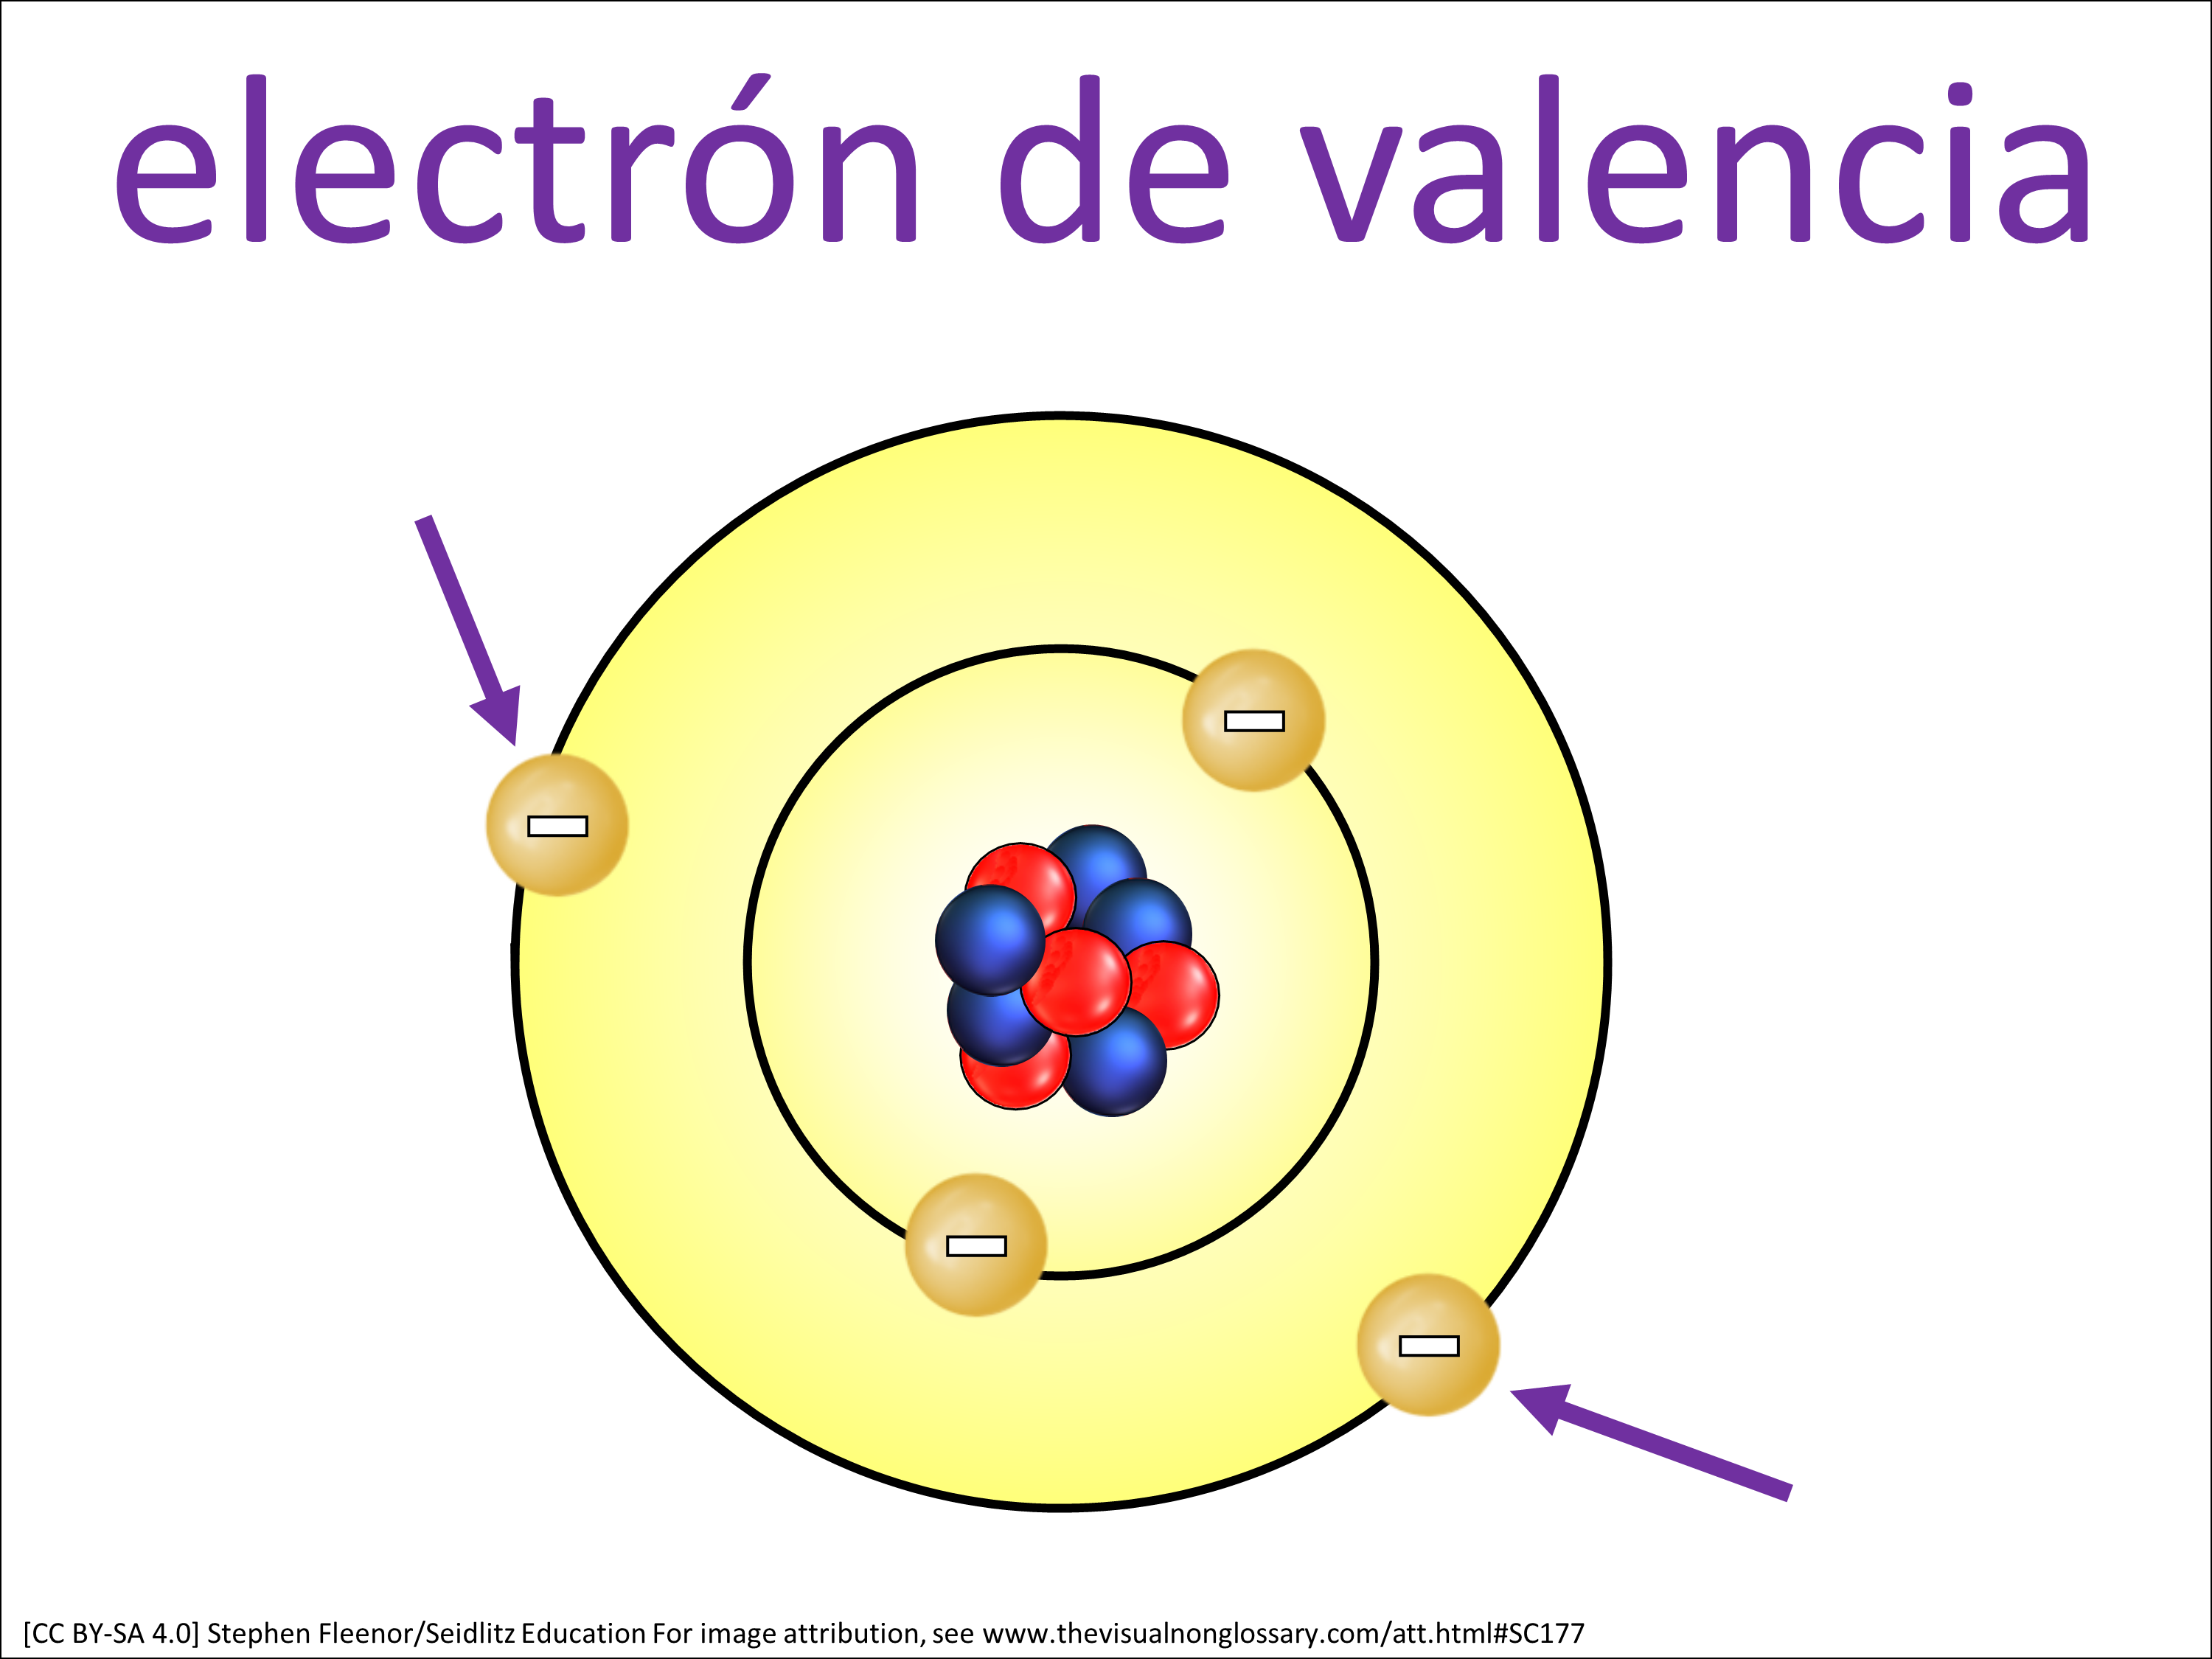 electrón de valencia
[CC BY-SA 4.0] Stephen Fleenor/Seidlitz Education For image attribution, see www.thevisualnonglossary.com/att.html#SC177